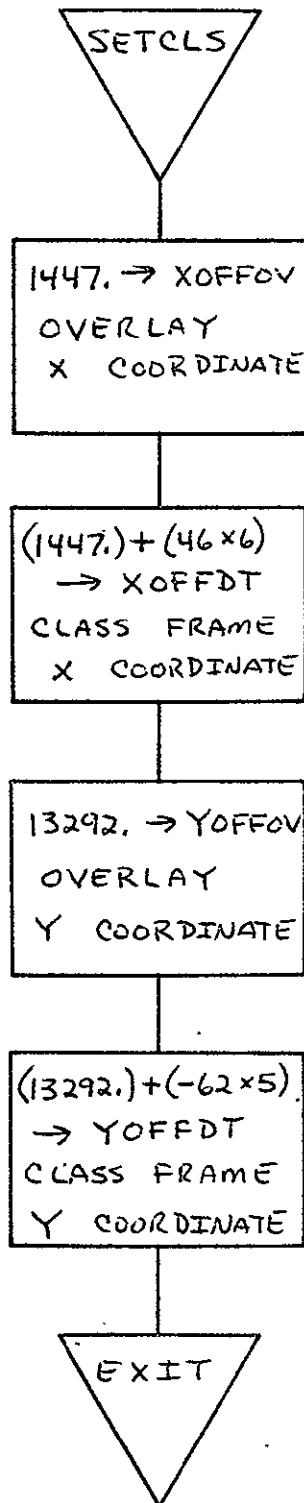 SETCLS
1447. → XOFFOV
OVERLAY
X COORDINATE
(1447.) + (46 × 6)
→ XOFFDT
CLASS FRAME
X COORDINATE
13292. → YOFFOV
OVERLAY
Y COORDINATE
(13292.) + (-62 × 5)
→ YOFFDT
CLASS FRAME
Y COORDINATE
EXIT